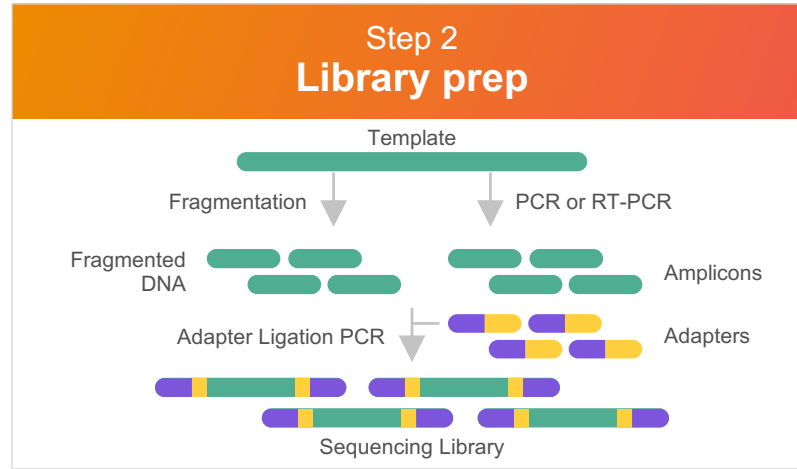 Step 2
Library prep
Template
Fragmentation
PCR or RT-PCR
Fragmented
DNA
Amplicons
Adapter Ligation PCR
Adapters
Sequencing Library